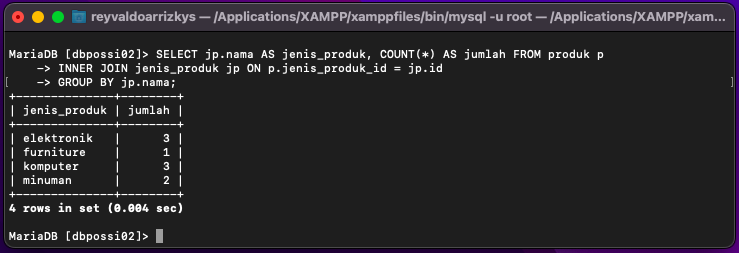 reyvaldoarrizkys — /Applications/XAMPP/xamppfiles/bin/mysql -u root — /Applications/XAMPP/xam...
MariaDB [dbpossi02]> SELECT jp.nama AS jenis_produk, COUNT(*) AS jumlah FROM produk p
    -> INNER JOIN jenis_produk jp ON p.jenis_produk_id = jp.id
[    -> GROUP BY jp.nama; ]
+--------------+--------+
| jenis_produk | jumlah |
+--------------+--------+
| elektronik   |      3 |
| furniture    |      1 |
| komputer     |      3 |
| minuman      |      2 |
+--------------+--------+
4 rows in set (0.004 sec)
MariaDB [dbpossi02]>